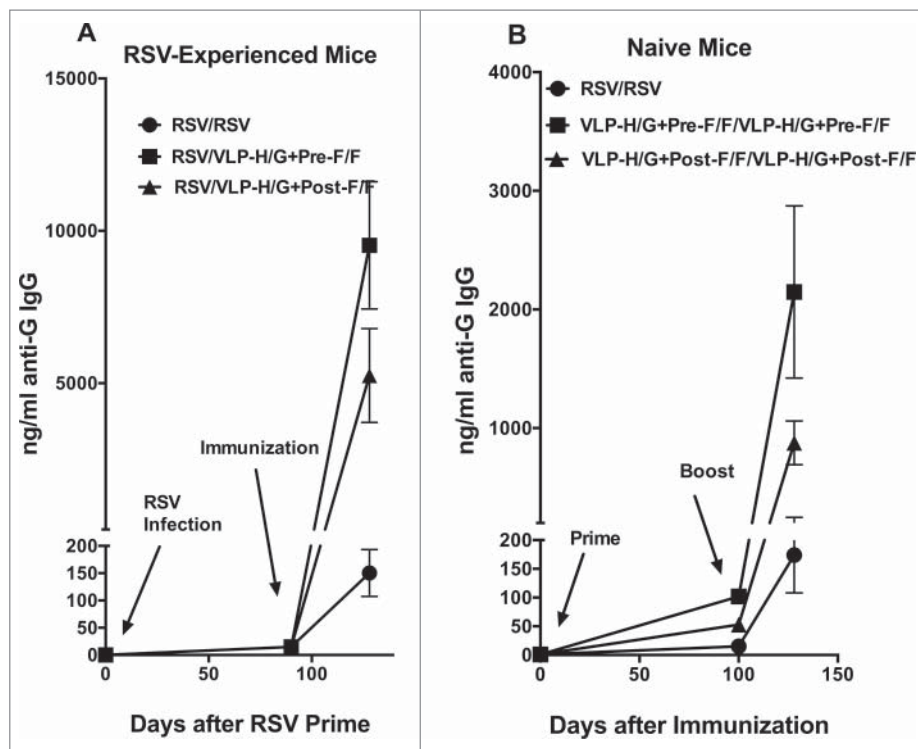 A
RSV-Experienced Mice
15000
RSV/RSV
RSV/VLP-H/G+Pre-F/F
RSV/VLP-H/G+Post-F/F
10000
ng/ml anti-G IgG
5000
Immunization
RSV
Infection
200
150
100
50
0
0
50
100
Days after RSV Prime
B
Naive Mice
4000
RSV/RSV
VLP-H/G+Pre-F/F/VLP-H/G+Pre-F/F
VLP-H/G+Post-F/F/VLP-H/G+Post-F/F
3000
ng/ml anti-G IgG
2000
1000
Boost
Prime
200
150
100
50
0
0
50
100
150
Days after Immunization